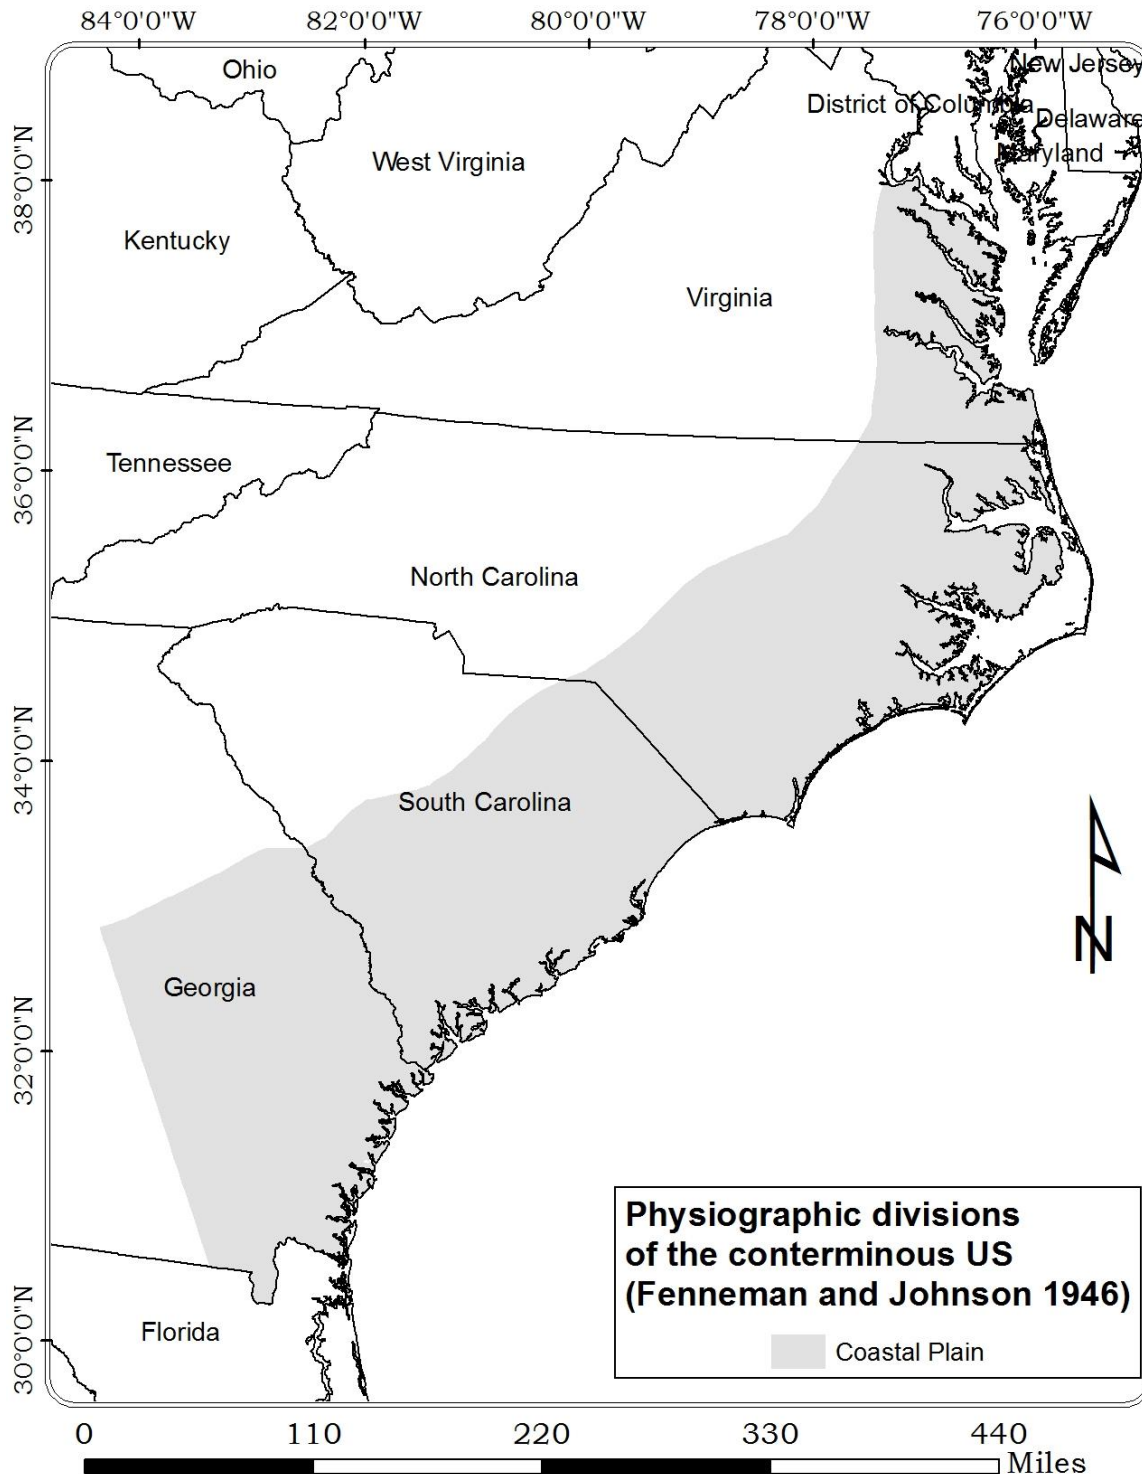 84°0'0"W 82°0'0"W 80°0'0"W 78°0'0"W 76°0'0"W
Ohio
New Jersey
District of Columbia
Delaware
West Virginia
Maryland
38°0'0"N
Kentucky
Virginia
36°0'0"N
Tennessee
North Carolina
34°0'0"N
South Carolina
N
Georgia
32°0'0"N
Physiographic divisions
of the conterminous US
(Fenneman and Johnson 1946)
30°0'0"N
Florida
Coastal Plain
0 110 220 330 440
Miles